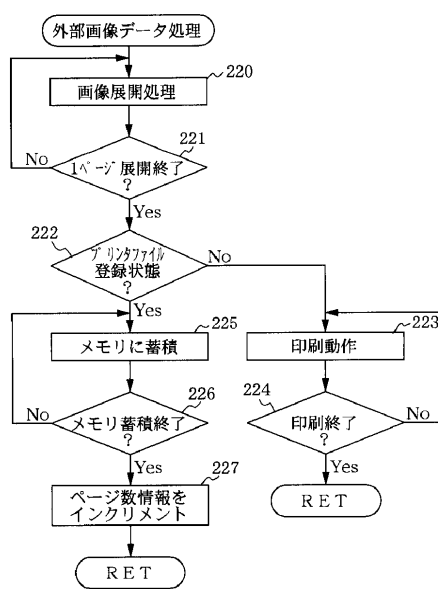 外部画像データ処理
220
画像展開処理
221
No
1ページ展開終了
?
Yes
222
プリンタファイル
登録状態
?
No
Yes
225
メモリに蓄積
223
印刷動作
226
No
メモリ蓄積終了
?
224
印刷終了
?
No
Yes
227
ページ数情報を
インクリメント
Yes
RET
RET